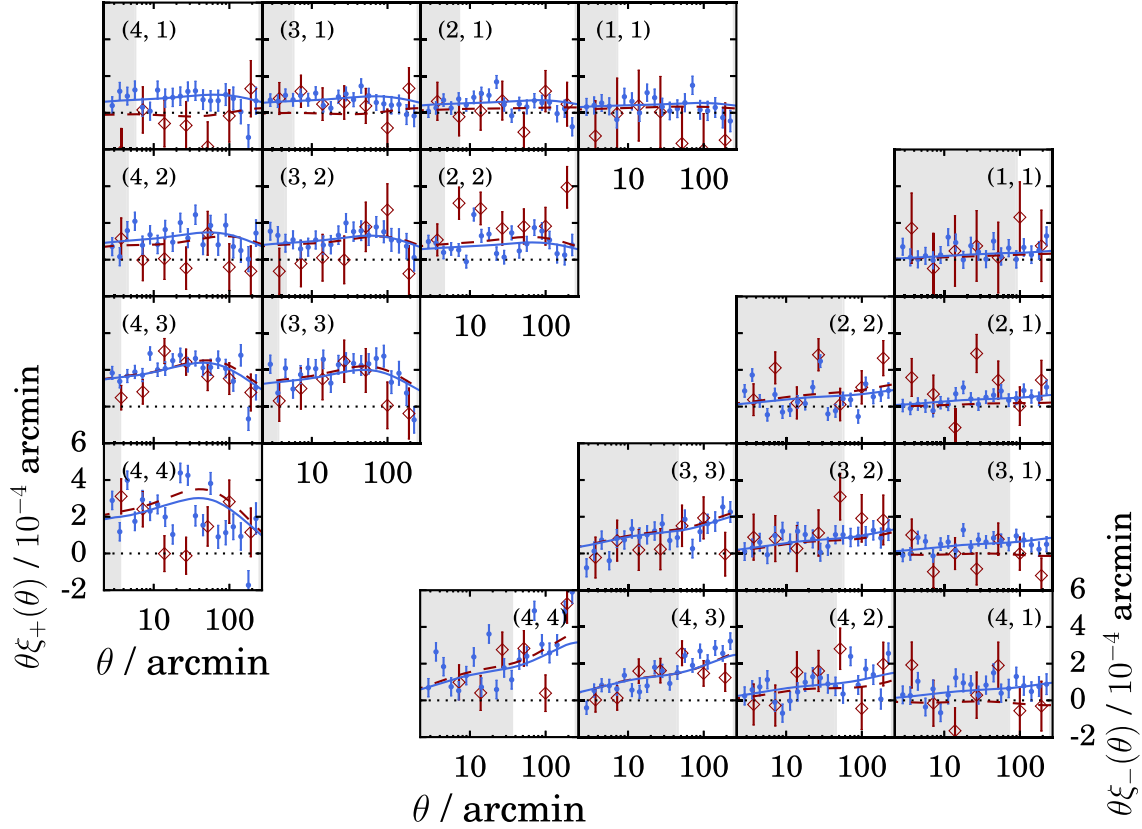 (4, 1) (3, 1) (2, 1) (1, 1)
10 100
(4, 2) (3, 2) (2, 2) (1, 1)
10 100
(4, 3) (3, 3) (2, 2) (2, 1)
10 100
6
4
2
0
-2
(4, 4) (3, 3) (3, 2) (3, 1)
10 100
θ / arcmin
θξ₊(θ) / 10⁻⁴ arcmin
(4, 4) (4, 3) (4, 2) (4, 1)
6
4
2
0
-2
10 100 10 100 10 100 10 100
θ / arcmin
θξ₋(θ) / 10⁻⁴ arcmin